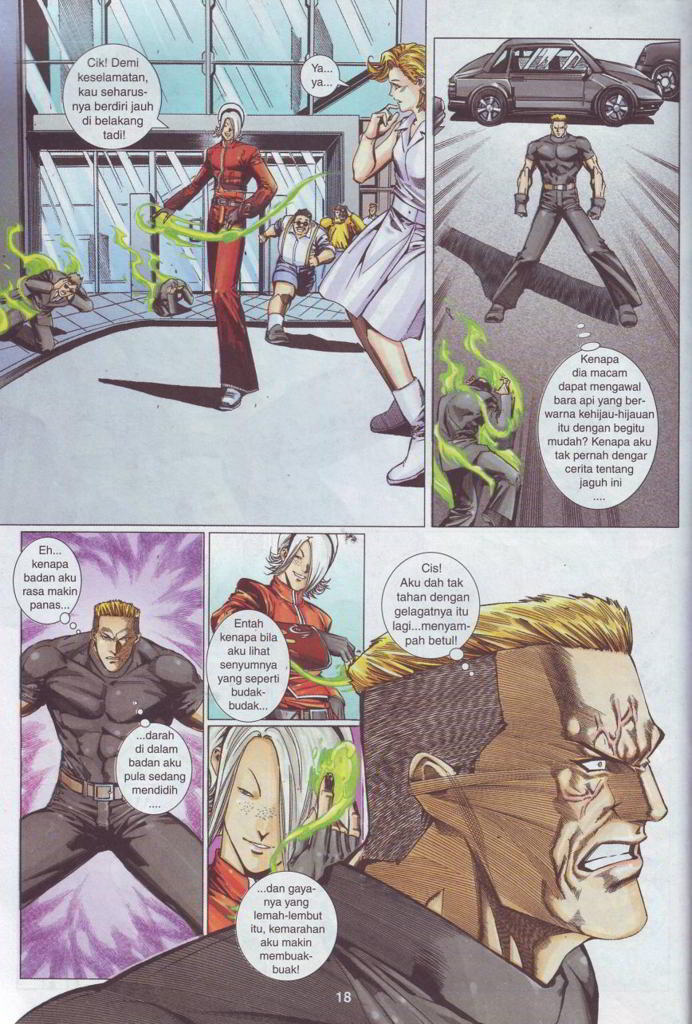 Cik! Demi
keselamatan,
kau seharus-
nya berdiri jauh
di belakang
tadi!
Ya...
ya...
Kenapa
dia macam
dapat mengawal
bara api yang ber-
warna kehijau-hijauan
itu dengan begitu
mudah? Kenapa aku
tak pernah dengar
cerita tentang
jaguh ini
....
Eh...
kenapa
badan aku
rasa makin
panas...
...darah
di dalam
badan aku
pula sedang
mendidih
....
Entah
kenapa bila
aku lihat
senyumnya
yang seperti
budak-
budak...
...dan gaya-
nya yang
lemah-lembut
itu, kemarahan
aku makin
membuak-
buak!
Cis!
Aku dah tak
tahan dengan
gelagatnya itu
lagi...menyam-
pah betul!
18